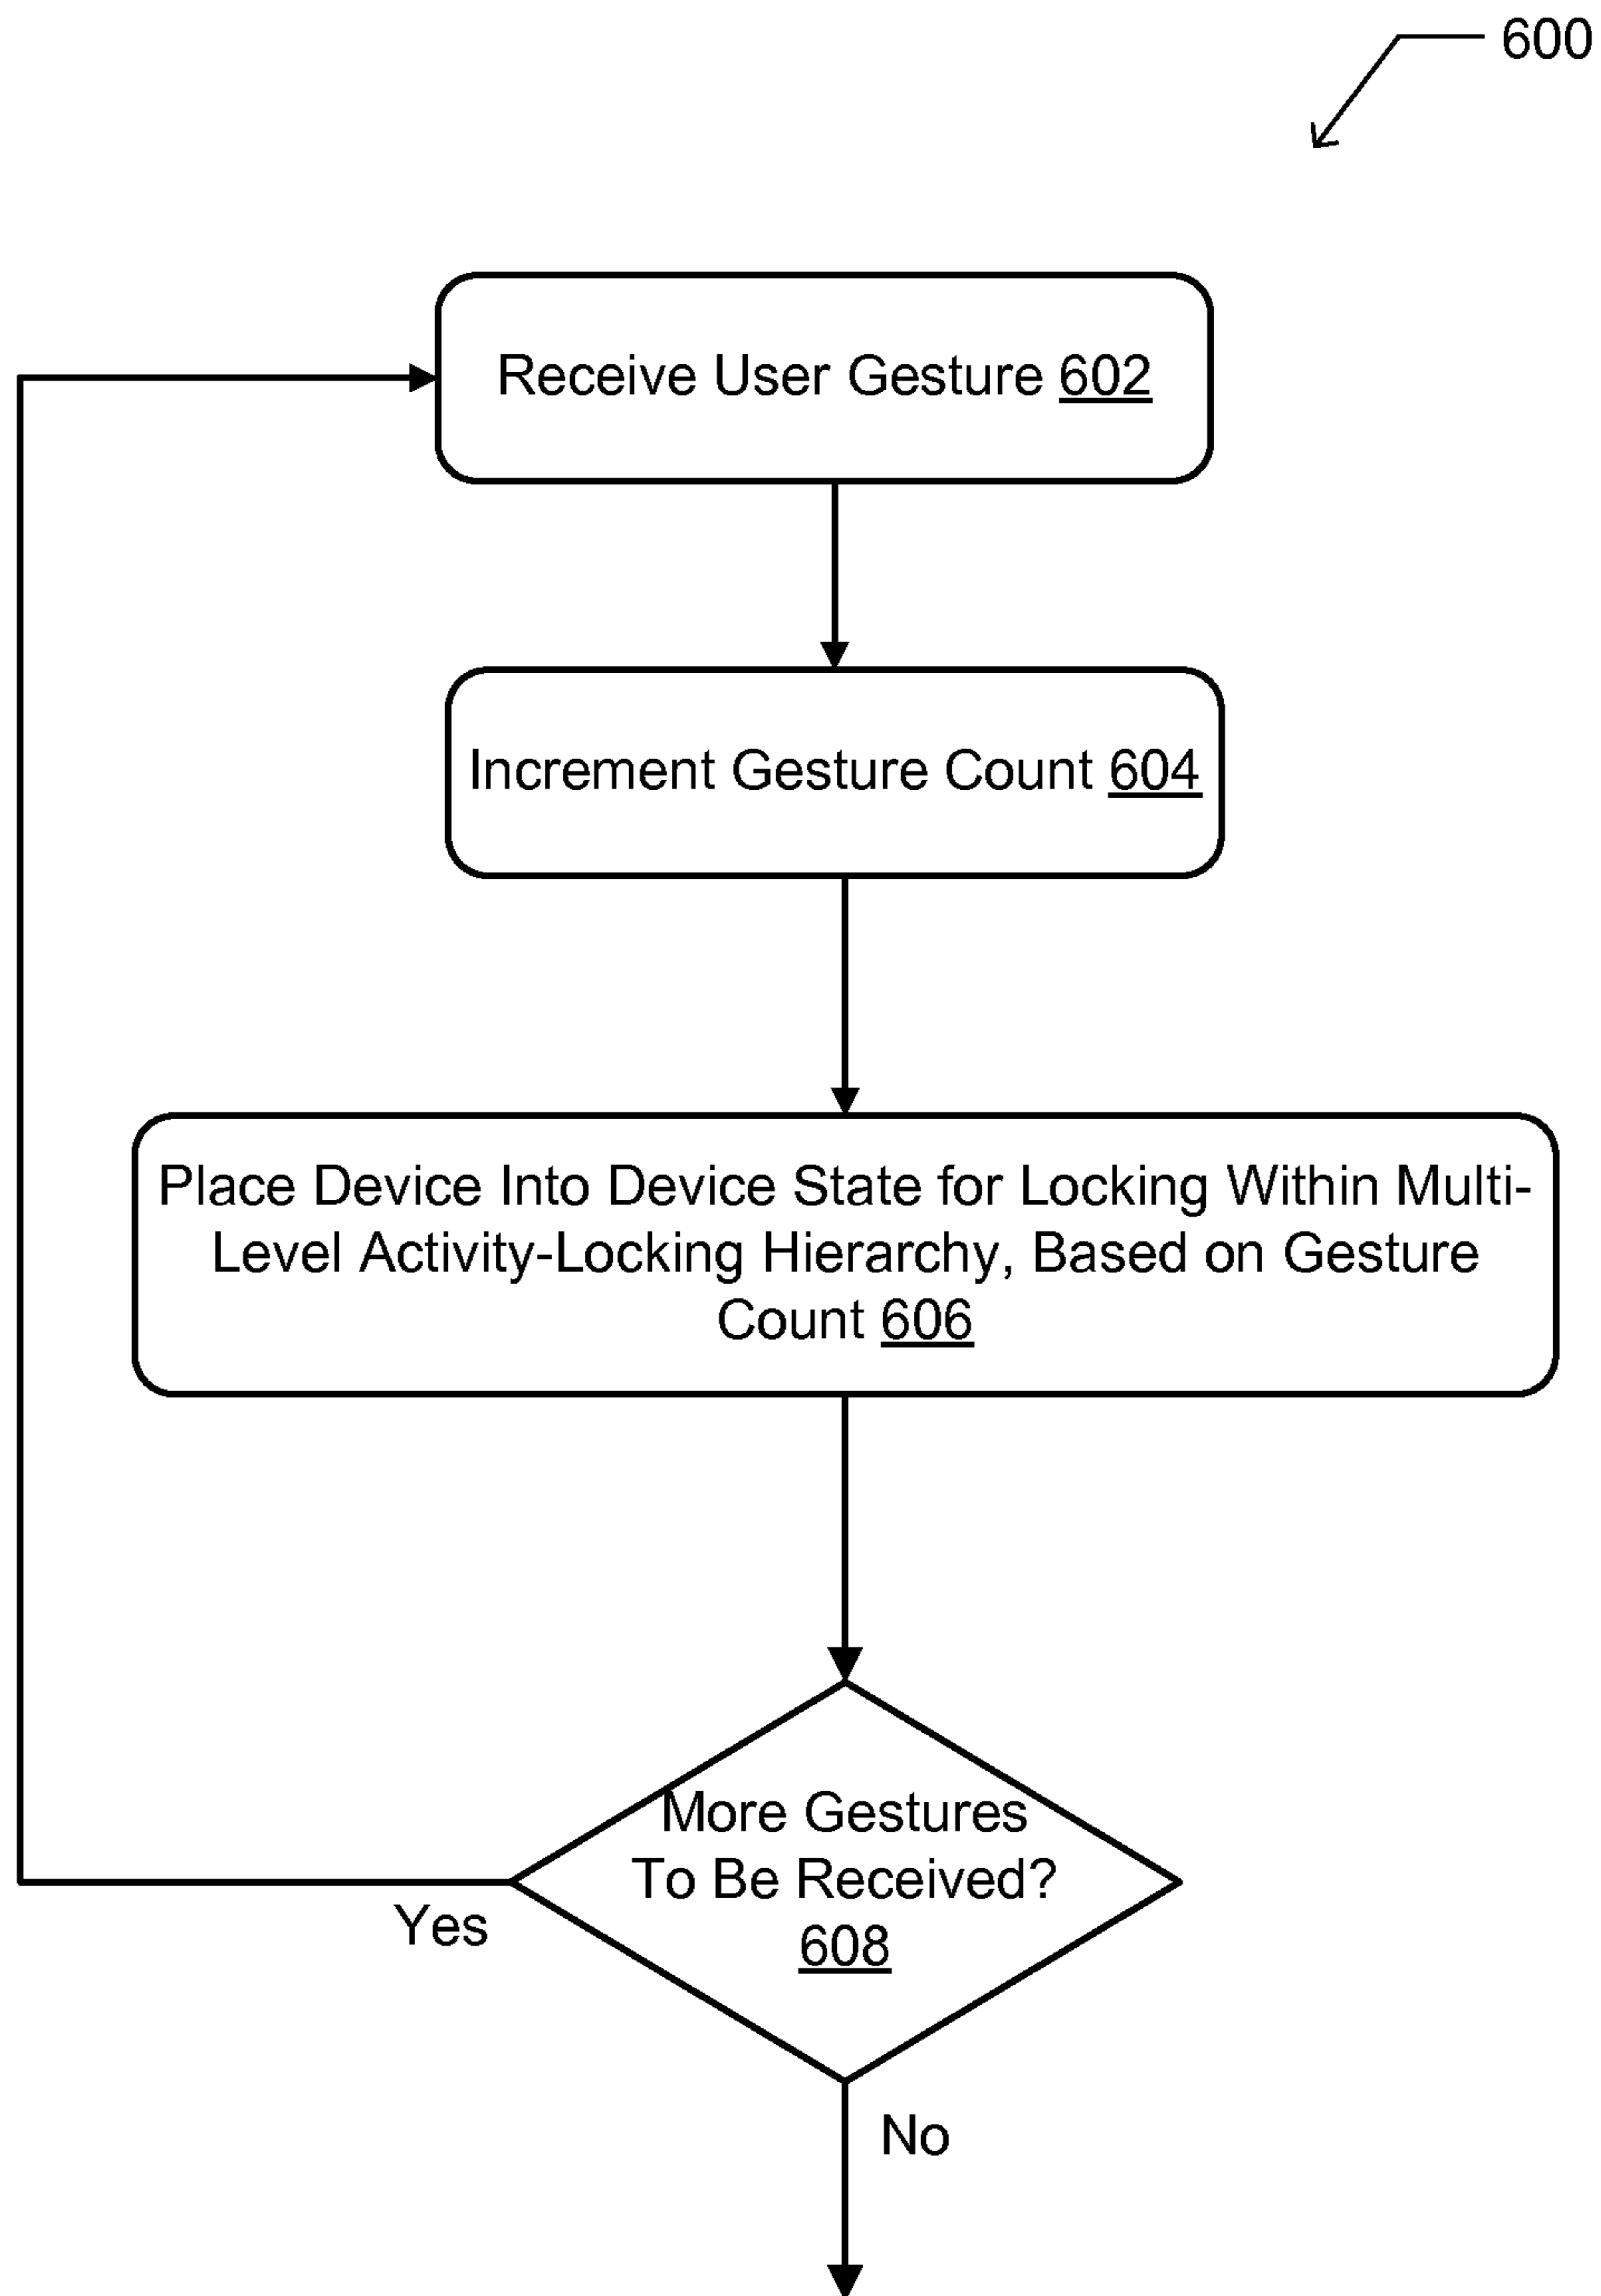 600
Receive User Gesture 602
Increment Gesture Count 604
Place Device Into Device State for Locking Within Multi-
Level Activity-Locking Hierarchy, Based on Gesture
Count 606
More Gestures
To Be Received?
608
Yes
No